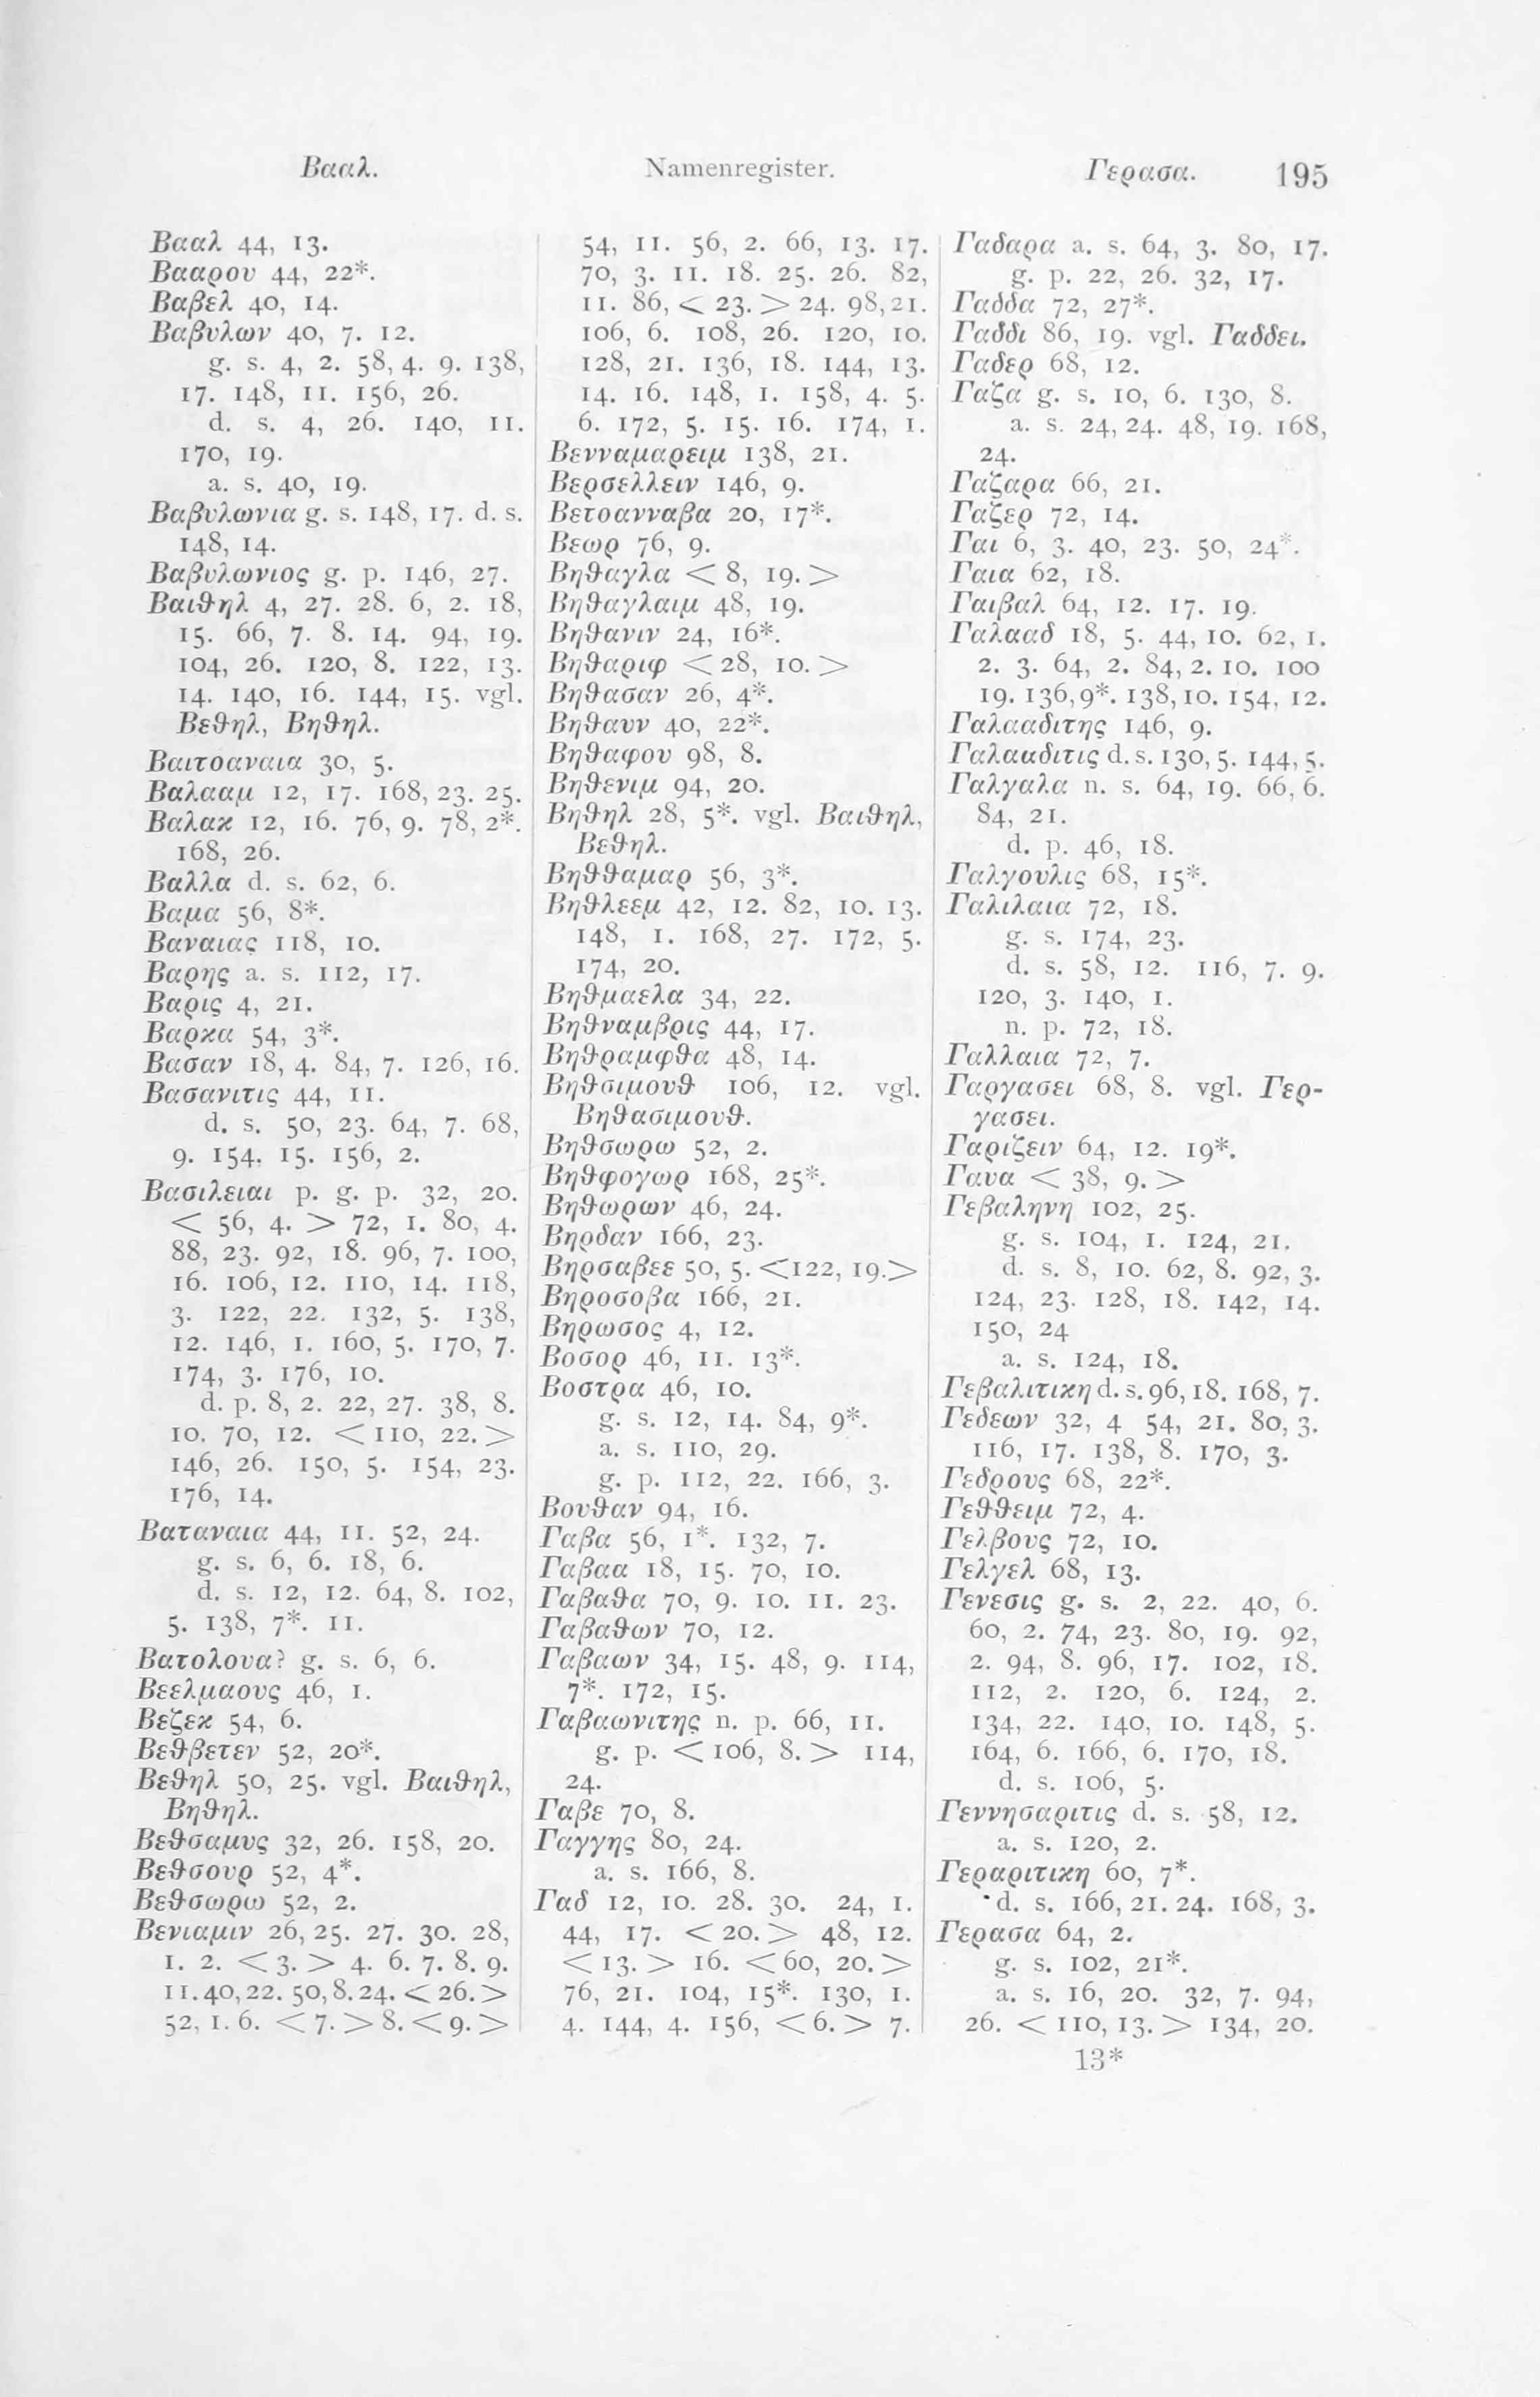 Βααλ. Namenregister. Γερασα. 195
Βααλ 44, 13.
Βααρου 44, 22*.
Βαβελ 40, 14.
Βαβυλων 40, 7. 12.
g. s. 4, 2. 58, 4. 9. 138,
17. 148, 11. 156, 26.
d. s. 4, 26. 140, 11.
170, 19.
a. s. 40, 19.
Βαβυλωνια g. s. 148, 17. d. s.
148, 14.
Βαβυλωνιος g. p. 146, 27.
Βαιθηλ 4, 27. 28. 6, 2. 18,
15. 66, 7. 8. 14. 94, 19.
104, 26. 120, 8. 122, 13.
14. 140, 16. 144, 15. vgl.
Βεθηλ, Βηθηλ.
Βαιτοαναια 30, 5.
Βαλααμ 12, 17. 168, 23. 25.
Βαλακ 12, 16. 76, 9. 78, 2*.
168, 26.
Βαλλα d. s. 62, 6.
Βαμα 56, 8*.
Βαναιας 118, 10.
Βαρης a. s. 112, 17.
Βαρις 4, 21.
Βαρκα 54, 3*.
Βασαν 18, 4. 84, 7. 126, 16.
Βασανιτις 44, 11.
d. s. 50, 23. 64, 7. 68,
9. 154, 15. 156, 2.
Βασιλειαι p. g. p. 32, 20.
< 56, 4. > 72, 1. 80, 4.
88, 23. 92, 18. 96, 7. 100,
16. 106, 12. 110, 14. 118,
3. 122, 22. 132, 5. 138,
12. 146, 1. 160, 5. 170, 7.
174, 3. 176, 10.
d. p. 8, 2. 22, 27. 38, 8.
10. 70, 12. <110, 22.>
146, 26. 150, 5. 154, 23.
176, 14.
Βαταναια 44, 11. 52, 24.
g. s. 6, 6. 18, 6.
d. s. 12, 12. 64, 8. 102,
5. 138, 7*. 11.
Βατολουα? g. s. 6, 6.
Βεελμαους 46, 1.
Βεζεκ 54, 6.
Βεθβετεν 52, 20*.
Βεθηλ 50, 25. vgl. Βαιθηλ,
Βηθηλ.
Βεθσαμυς 32, 26. 158, 20.
Βεθσουρ 52, 4*.
Βεθσωρω 52, 2.
Βενιαμιν 26, 25. 27. 30. 28,
1. 2. <3.> 4. 6. 7. 8. 9.
11. 40, 22. 50, 8. 24. <26.>
52, 1. 6. <7.> 8. <9.>
54, 11. 56, 2. 66, 13. 17.
70, 3. 11. 18. 25. 26. 82,
11. 86, < 23. > 24. 98, 21.
106, 6. 108, 26. 120, 10.
128, 21. 136, 18. 144, 13.
14. 16. 148, 1. 158, 4. 5.
6. 172, 5. 15. 16. 174, 1.
Βενναμαρειμ 138, 21.
Βερσελλειν 146, 9.
Βετοανναβα 20, 17*.
Βεωρ 76, 9.
Βηθαγλα < 8, 19. >
Βηθαγλαιμ 48, 19.
Βηθανιν 24, 16*.
Βηθαριφ <28, 10.>
Βηθασαν 26, 4*.
Βηθαυν 40, 22*.
Βηθαφου 98, 8.
Βηθενιμ 94, 20.
Βηθηλ 28, 5*. vgl. Βαιθηλ,
Βεθηλ.
Βηθθαμαρ 56, 3*.
Βηθλεεμ 42, 12. 82, 10. 13.
148, 1. 168, 27. 172, 5.
174, 20.
Βηθμαελα 34, 22.
Βηθναμβρις 44, 17.
Βηθραμφθα 48, 14.
Βηθσιμουθ 106, 12. vgl.
Βηθασιμουθ.
Βηθσωρω 52, 2.
Βηθφογωρ 168, 25*.
Βηθωρων 46, 24.
Βηρδαν 166, 23.
Βηρσαβεε 50, 5. <122, 19.>
Βηροσοβα 166, 21.
Βηρωσος 4, 12.
Βοσορ 46, 11. 13*.
Βοστρα 46, 10.
g. s. 12, 14. 84, 9*.
a. s. 110, 29.
g. p. 112, 22. 166, 3.
Βουθαν 94, 16.
Γαβα 56, 1*. 132, 7.
Γαβαα 18, 15. 70, 10.
Γαβαθα 70, 9. 10. 11. 23.
Γαβαθων 70, 12.
Γαβαων 34, 15. 48, 9. 114,
7*. 172, 15.
Γαβαωνιτης n. p. 66, 11.
g. p. <106, 8.> 114,
24.
Γαβε 70, 8.
Γαγγης 80, 24.
a. s. 166, 8.
Γαδ 12, 10. 28. 30. 24, 1.
44, 17. < 20. > 48, 12.
<13.> 16. <60, 20.>
76, 21. 104, 15*. 130, 1.
4. 144, 4. 156, <6.> 7.
Γαδαρα a. s. 64, 3. 80, 17.
g. p. 22, 26. 32, 17.
Γαδδα 72, 27*.
Γαδδι 86, 19. vgl. Γαδδει.
Γαδερ 68, 12.
Γαζα g. s. 10, 6. 130, 8.
a. s. 24, 24. 48, 19. 168,
24.
Γαζαρα 66, 21.
Γαζερ 72, 14.
Γαι 6, 3. 40, 23. 50, 24*.
Γαια 62, 18.
Γαιβαλ 64, 12. 17. 19.
Γαλααδ 18, 5. 44, 10. 62, 1.
2. 3. 64, 2. 84, 2. 10. 100
19. 136, 9*. 138, 10. 154, 12.
Γαλααδιτης 146, 9.
Γαλααδιτις d. s. 130, 5. 144, 5.
Γαλγαλα n. s. 64, 19. 66, 6.
84, 21.
d. p. 46, 18.
Γαλγουλις 68, 15*.
Γαλιλαια 72, 18.
g. s. 174, 23.
d. s. 58, 12. 116, 7. 9.
120, 3. 140, 1.
n. p. 72, 18.
Γαλλαια 72, 7.
Γαργασει 68, 8. vgl. Γερ-
γασει.
Γαριζειν 64, 12. 19*.
Γαυα < 38, 9. >
Γεβαληνη 102, 25.
g. s. 104, 1. 124, 21.
d. s. 8, 10. 62, 8. 92, 3.
124, 23. 128, 18. 142, 14.
150, 24
a. s. 124, 18.
Γεβαλιτικη d. s. 96, 18. 168, 7.
Γεδεων 32, 4 54, 21. 80, 3.
116, 17. 138, 8. 170, 3.
Γεδρους 68, 22*.
Γεθθειμ 72, 4.
Γελβους 72, 10.
Γελγελ 68, 13.
Γενεσις g. s. 2, 22. 40, 6.
60, 2. 74, 23. 80, 19. 92,
2. 94, 8. 96, 17. 102, 18.
112, 2. 120, 6. 124, 2.
134, 22. 140, 10. 148, 5.
164, 6. 166, 6. 170, 18.
d. s. 106, 5.
Γεννησαριτις d. s. 58, 12.
a. s. 120, 2.
Γεραριτικη 60, 7*.
d. s. 166, 21. 24. 168, 3.
Γερασα 64, 2.
g. s. 102, 21*.
a. s. 16, 20. 32, 7. 94,
26. <110, 13.> 134, 20.
13*